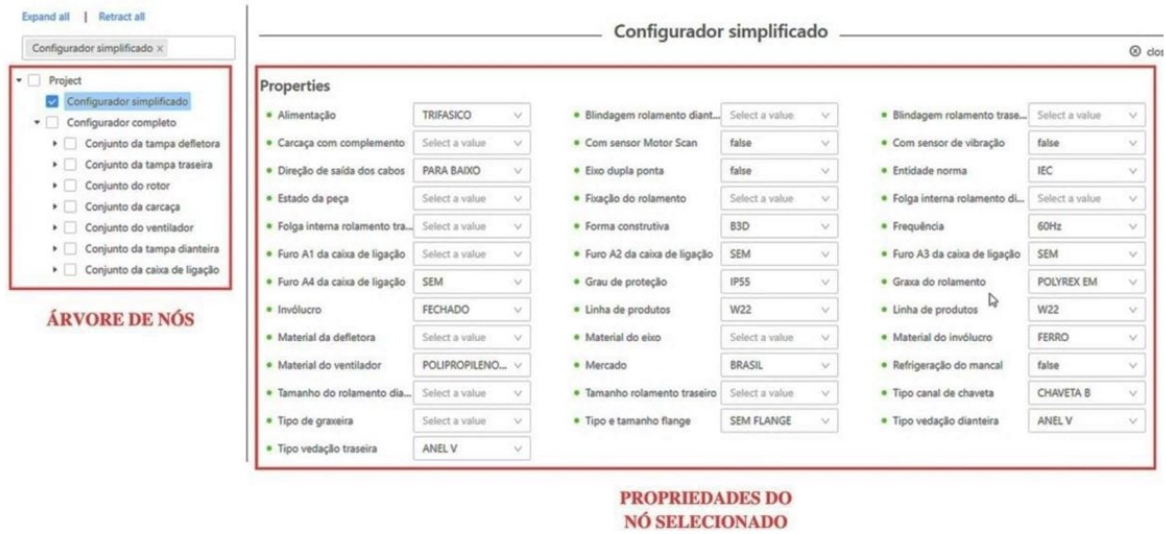 Expand all | Retract all
Configurador simplificado ×
Configurador simplificado
clos
Project
Configurador simplificado
Configurador completo
Conjunto da tampa defletora
Conjunto da tampa traseira
Conjunto do rotor
Conjunto da carcaça
Conjunto do ventilador
Conjunto da tampa dianteira
Conjunto da caixa de ligação
ÁRVORE DE NÓS
Properties
Alimentação TRIFASICO Blindagem rolamento diant... Select a value Blindagem rolamento trase... Select a value
Carcaça com complemento Select a value Com sensor Motor Scan false Com sensor de vibração false
Direção de saída dos cabos PARA BAIXO Eixo dupla ponta false Entidade norma IEC
Estado da peça Select a value Fixação do rolamento Select a value Folga interna rolamento di... Select a value
Folga interna rolamento tra... Select a value Forma construtiva B3D Frequência 60Hz
Furo A1 da caixa de ligação Select a value Furo A2 da caixa de ligação SEM Furo A3 da caixa de ligação SEM
Furo A4 da caixa de ligação SEM Grau de proteção IP55 Graxa do rolamento POLYREX EM
Invólucro FECHADO Linha de produtos W22 Linha de produtos W22
Material da defletora Select a value Material do eixo Select a value Material do invólucro FERRO
Material do ventilador POLIPROPILENO... Mercado BRASIL Refrigeração do mancal false
Tamanho do rolamento dia... Select a value Tamanho rolamento traseiro Select a value Tipo canal de chaveta CHAVETA B
Tipo de graxeira Select a value Tipo e tamanho flange SEM FLANGE Tipo vedação dianteira ANEL V
Tipo vedação traseira ANEL V
PROPRIEDADES DO
NÓ SELECIONADO